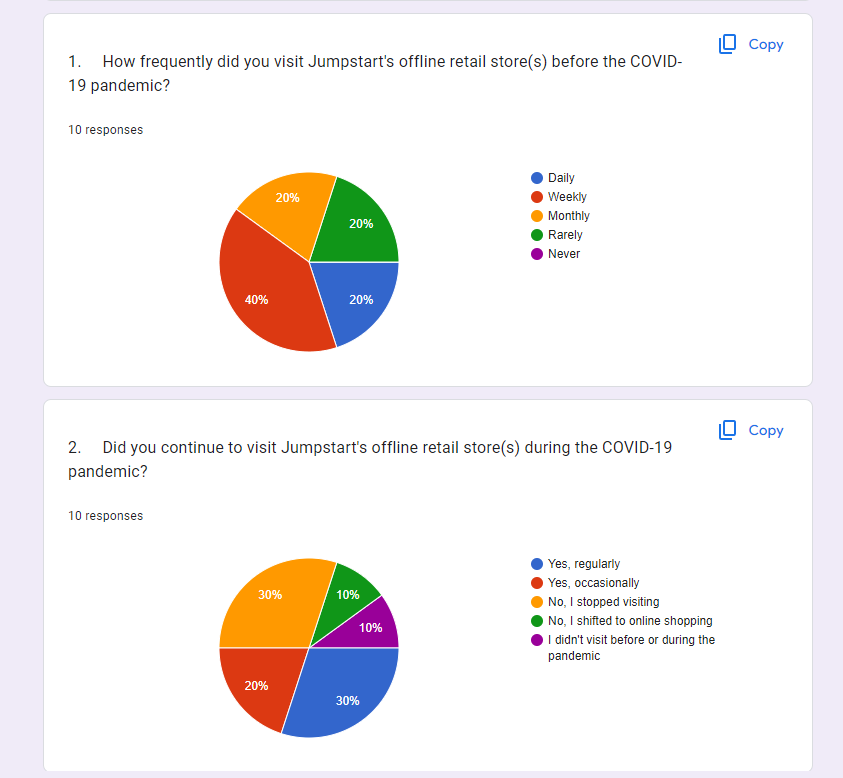 Copy
1. How frequently did you visit Jumpstart's offline retail store(s) before the COVID-
19 pandemic?
10 responses
20%
20%
40%
20%
Daily
Weekly
Monthly
Rarely
Never
Copy
2. Did you continue to visit Jumpstart's offline retail store(s) during the COVID-19
pandemic?
10 responses
30%
10%
10%
20%
30%
Yes, regularly
Yes, occasionally
No, I stopped visiting
No, I shifted to online shopping
I didn't visit before or during the
pandemic